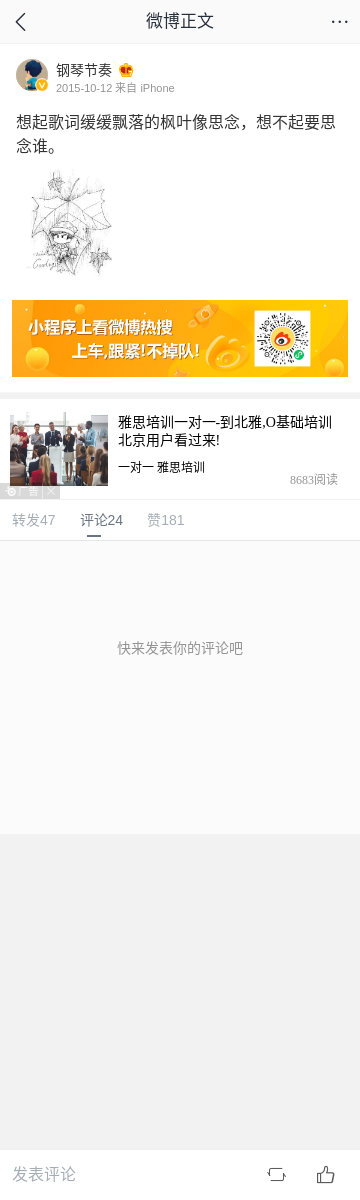 微博正文
钢琴节奏
2015-10-12 来自 iPhone
想起歌词缓缓飘落的枫叶像思念，想不起要思
念谁。
小程序上看微博热搜
上车,跟紧!不掉队!
雅思培训一对一-到北雅,O基础培训
北京用户看过来!
一对一 雅思培训
8683阅读
广告
转发47 评论24 赞181
快来发表你的评论吧
发表评论